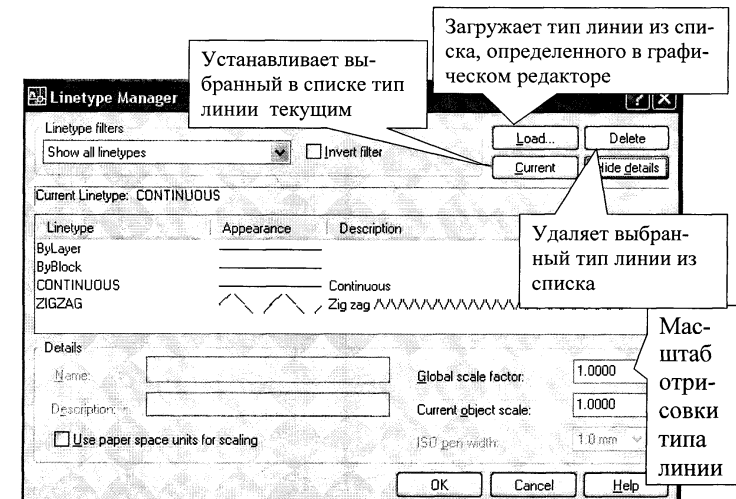 Загружает тип линии из спи-
ска, определенного в графи-
ческом редакторе
Устанавливает вы-
бранный в списке тип
линии текущим
Linetype Manager
Linetype filters
Show all linetypes
Invert filter
Load...
Delete
Current
Hide details
Current Linetype: CONTINUOUS
Linetype Appearance Description
ByLayer
ByBlock
CONTINUOUS Continuous
ZIGZAG Zig zag
Удаляет выбран-
ный тип линии из
списка
Details
Name:
Description:
Use paper space units for scaling
Global scale factor: 1.0000
Current object scale: 1.0000
ISO pen width: 1.0 mm
Мас-
штаб
отри-
совки
типа
линии
OK Cancel Help